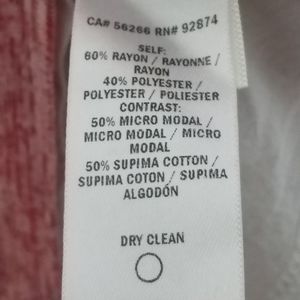 CA# 56266 RN# 92874
SELF:
60% RAYON / RAYONNE /
RAYON
40% POLYESTER /
POLYESTER / POLIESTER
CONTRAST:
50% MICRO MODAL /
MICRO MODAL / MICRO
MODAL
50% SUPIMA COTTON /
SUPIMA COTON / SUPIMA
ALGODÓN
DRY CLEAN